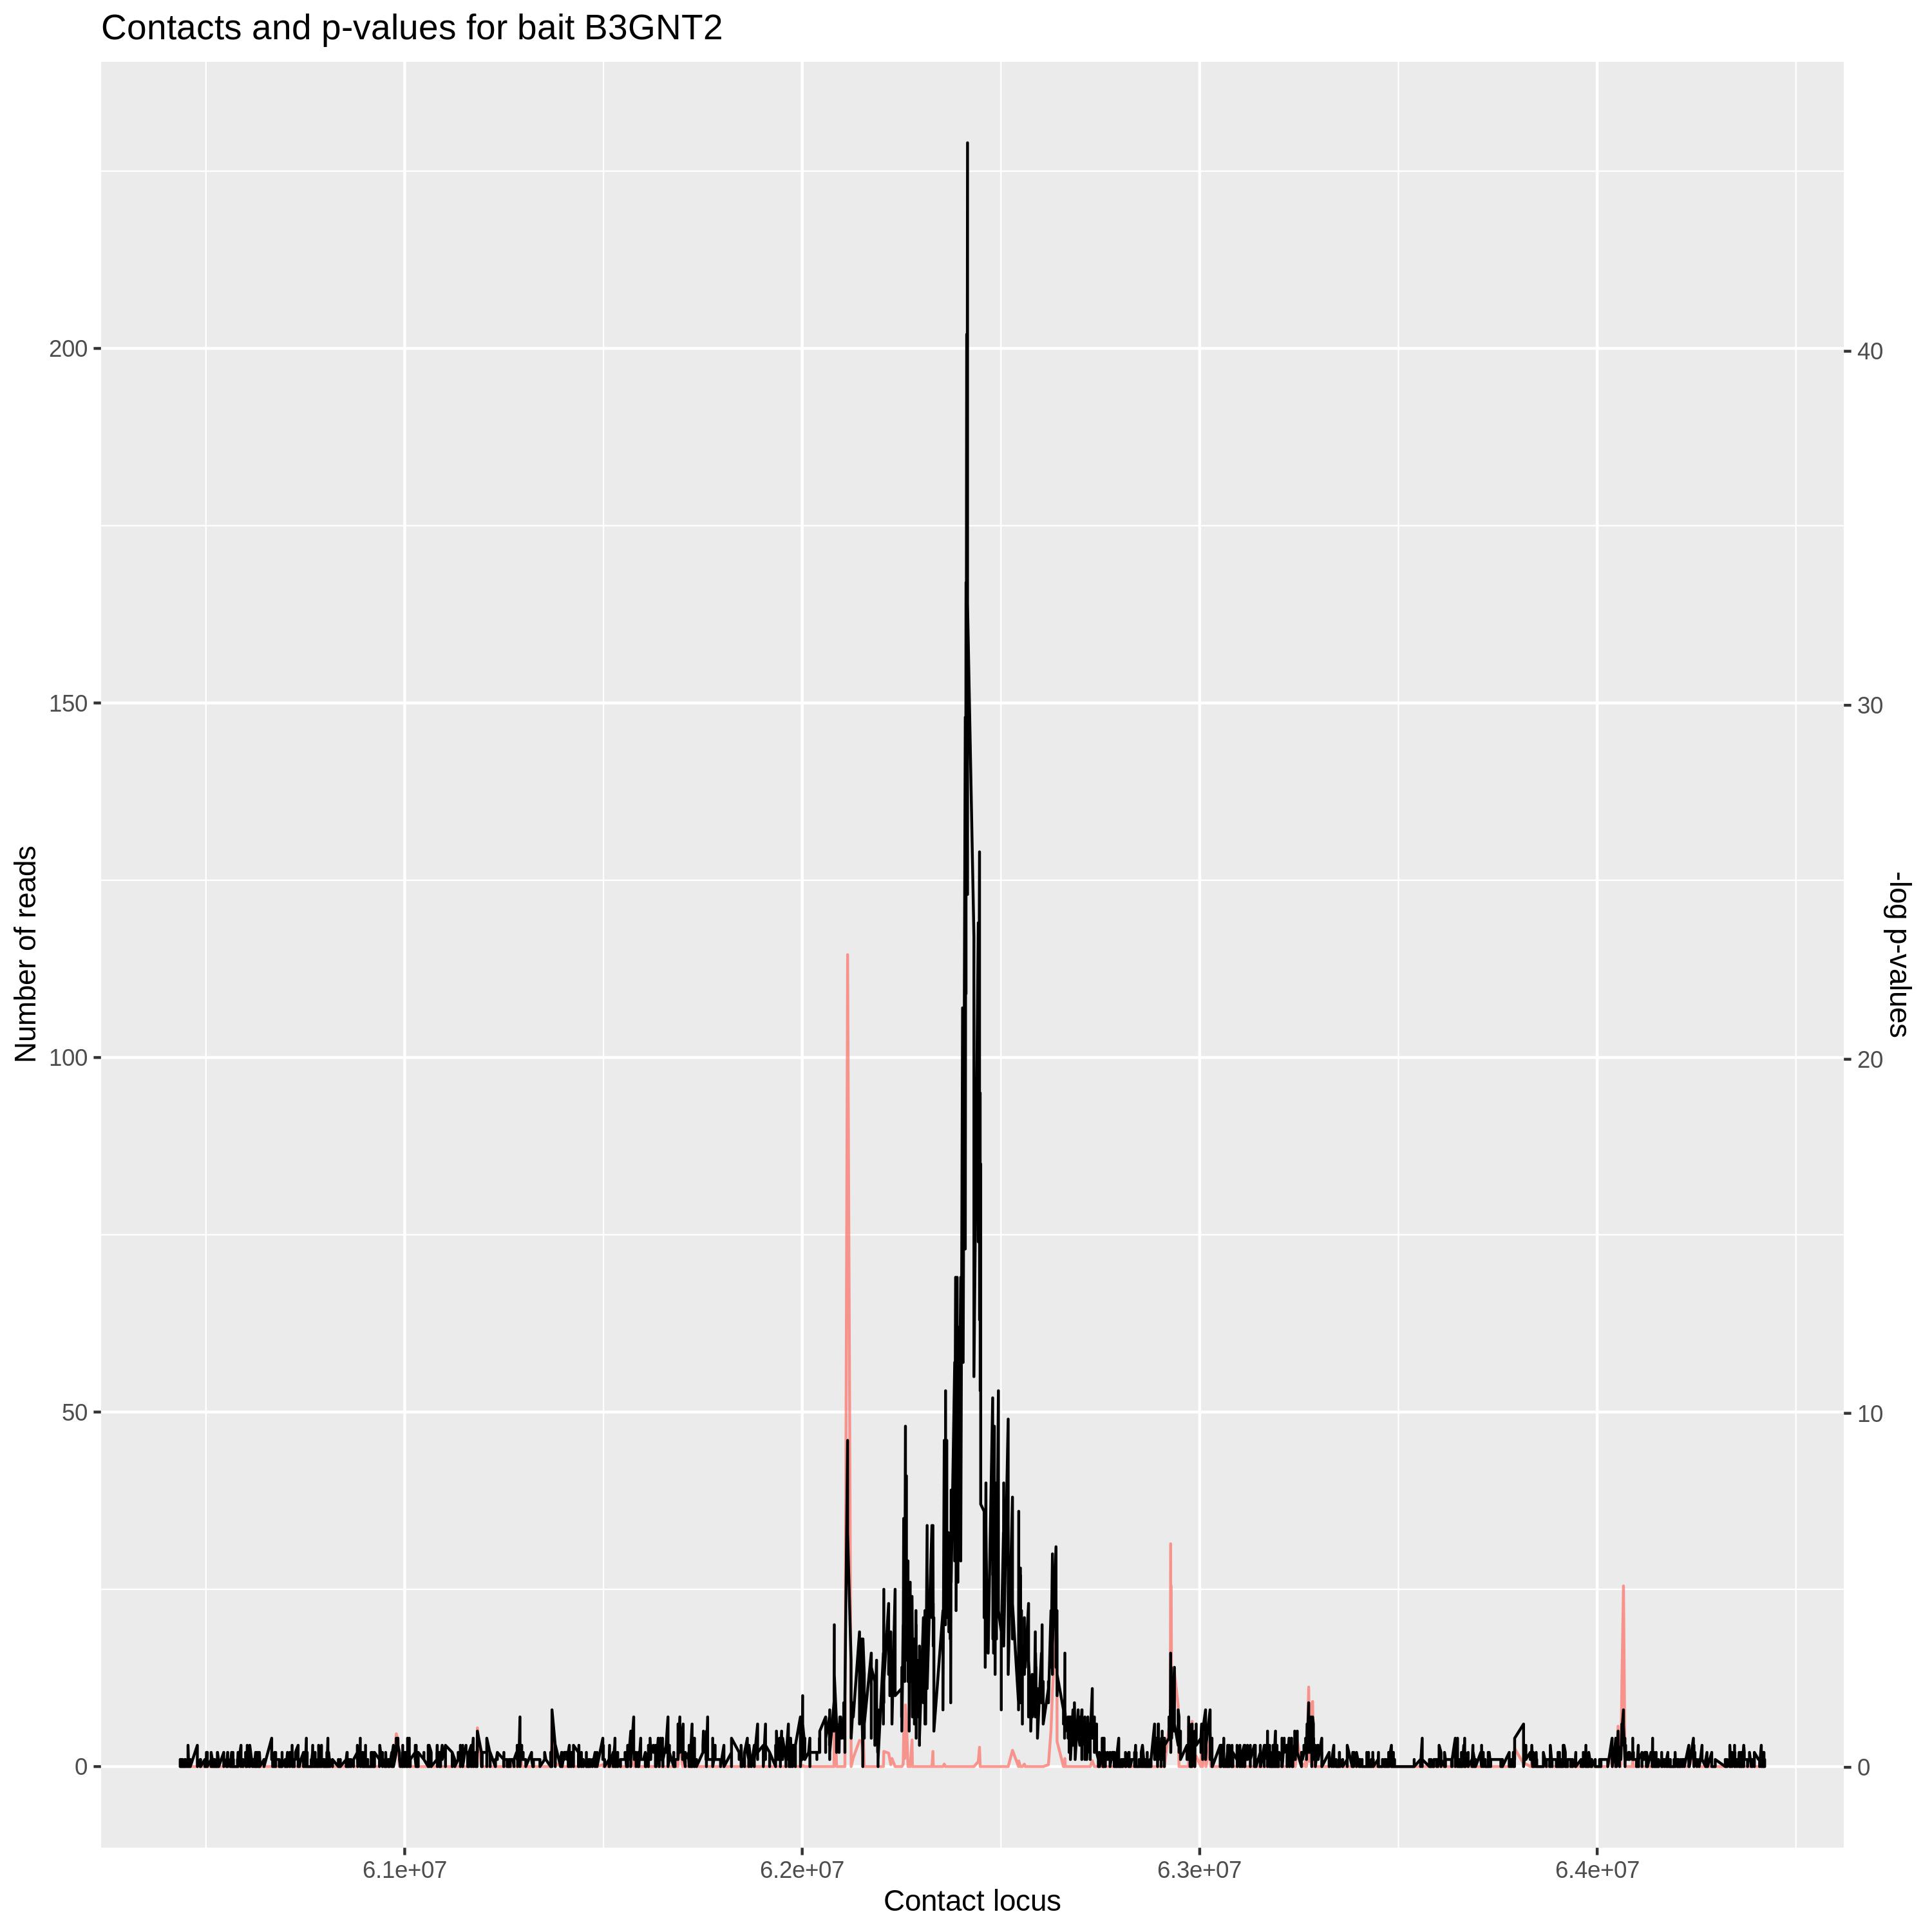 Contacts and p-values for bait B3GNT2
200
150
100
50
0
Number of reads
40
30
20
10
0
-log p-values
6.1e+07 6.2e+07 6.3e+07 6.4e+07
Contact locus